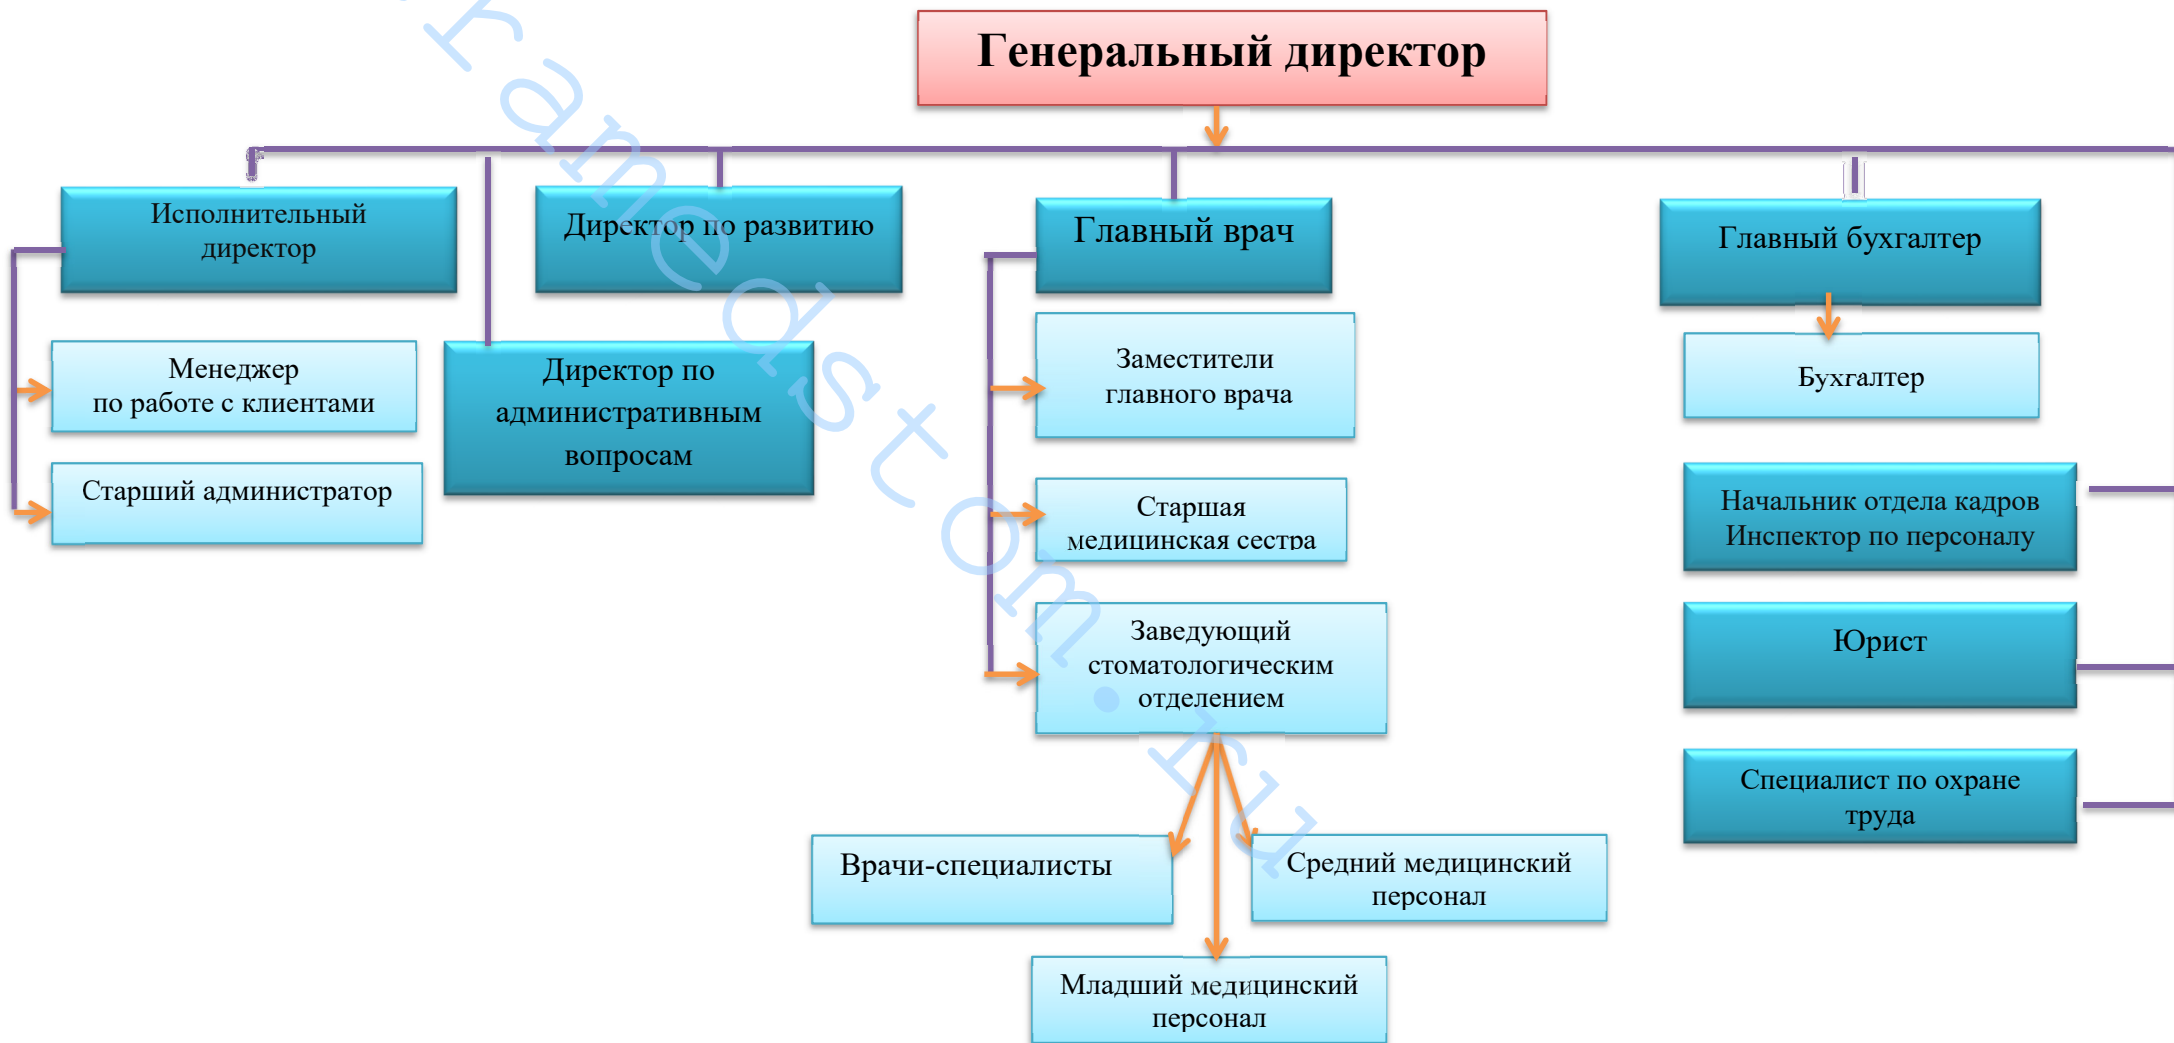 Генеральный директор
Исполнительный
директор
Директор по развитию
Главный врач
Главный бухгалтер
Менеджер
по работе с клиентами
Старший администратор
Директор по
административным
вопросам
Заместители
главного врача
Старшая
медицинская сестра
Заведующий
стоматологическим
отделением
Врачи-специалисты
Средний медицинский
персонал
Младший медицинский
персонал
Бухгалтер
Начальник отдела кадров
Инспектор по персоналу
Юрист
Специалист по охране
труда
ramedstom.ru